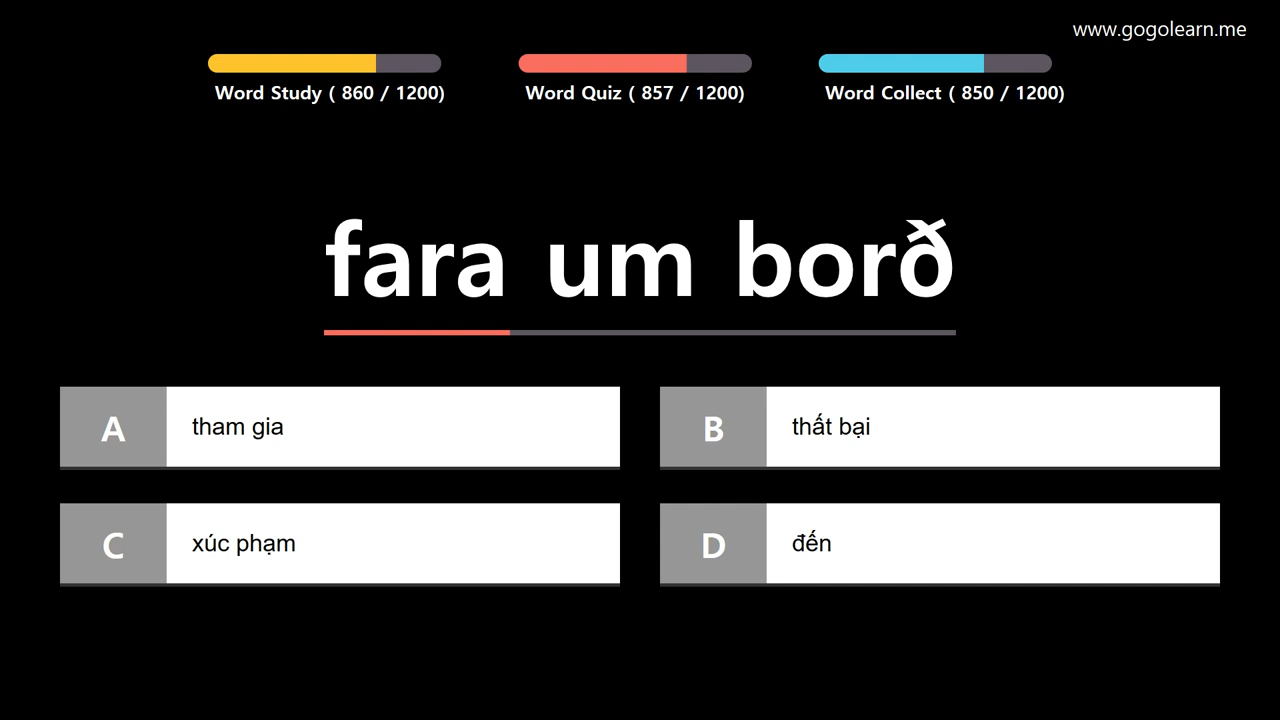 www.gogolearn.me
Word Study ( 860 / 1200)
Word Quiz ( 857 / 1200)
Word Collect ( 850 / 1200)
fara um borð
A tham gia
B thất bại
C xúc phạm
D đến